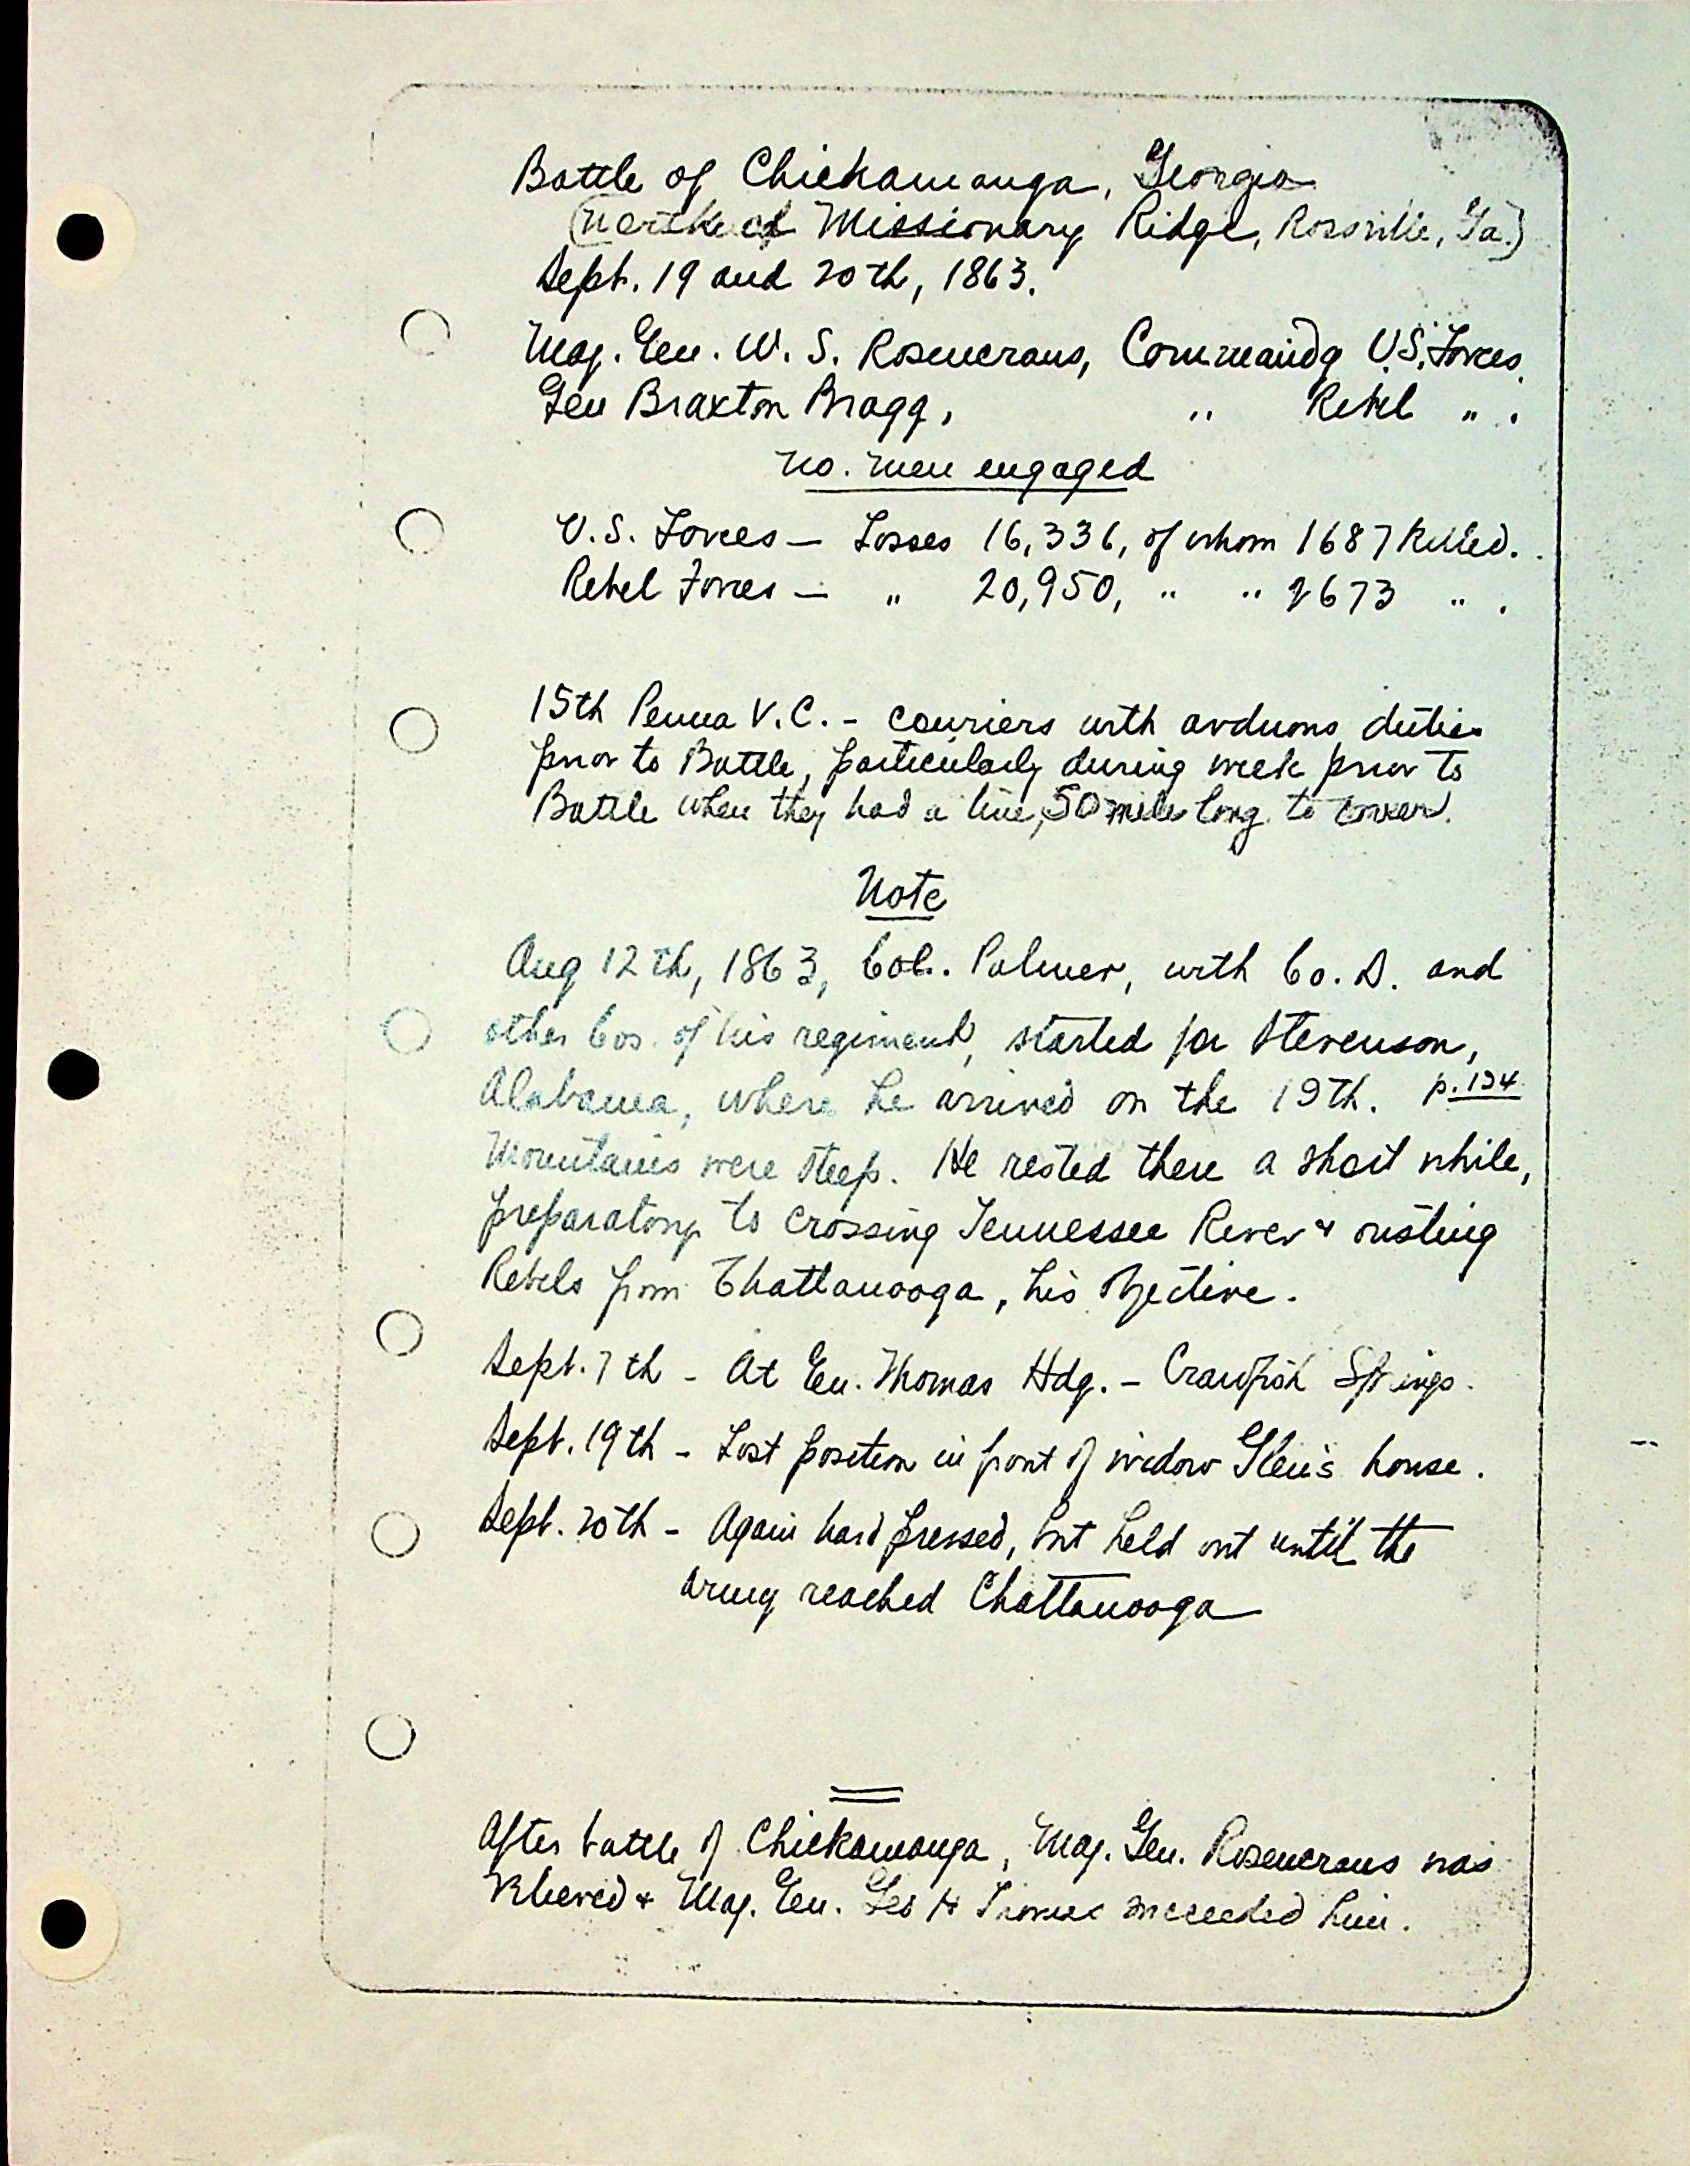 Battle of Chickamauga, Georgia
(North end Missionary Ridge, Rossville, Ga.)
Sept. 19 and 20th, 1863.
Maj. Gen. W. S. Rosencrans, Commandg U.S. Forces.
Gen Braxton Bragg, " Rebel " .
No. men engaged
U.S. Forces — Losses 16,336, of whom 1687 killed.
Rebel Forces — " 20,950, " " 2673 " .
15th Penna V.C. - couriers with arduous duties
prior to Battle, particularly during week prior to
Battle when they had a line, 50 miles long to cover.
Note
Aug 12th, 1863, Col. Palmer, with Co. D. and
other Cos. of his regiment, started for Stevenson,
Alabama, where he arrived on the 19th. p. 194
Mountains were steep. He rested there a short while,
preparatory to crossing Tennessee River & ousting
Rebels from Chattanooga, his objective.
Sept. 7th - At Gen. Thomas Hdq. - Crawfish Springs.
Sept. 19th - Lost position in front of widow Glen's house.
Sept. 20th - Again hard pressed, but held out until the
army reached Chattanooga
After battle of Chickamauga, Maj. Gen. Rosencrans was
relieved & Maj. Gen. Geo H Thomas succeeded him.